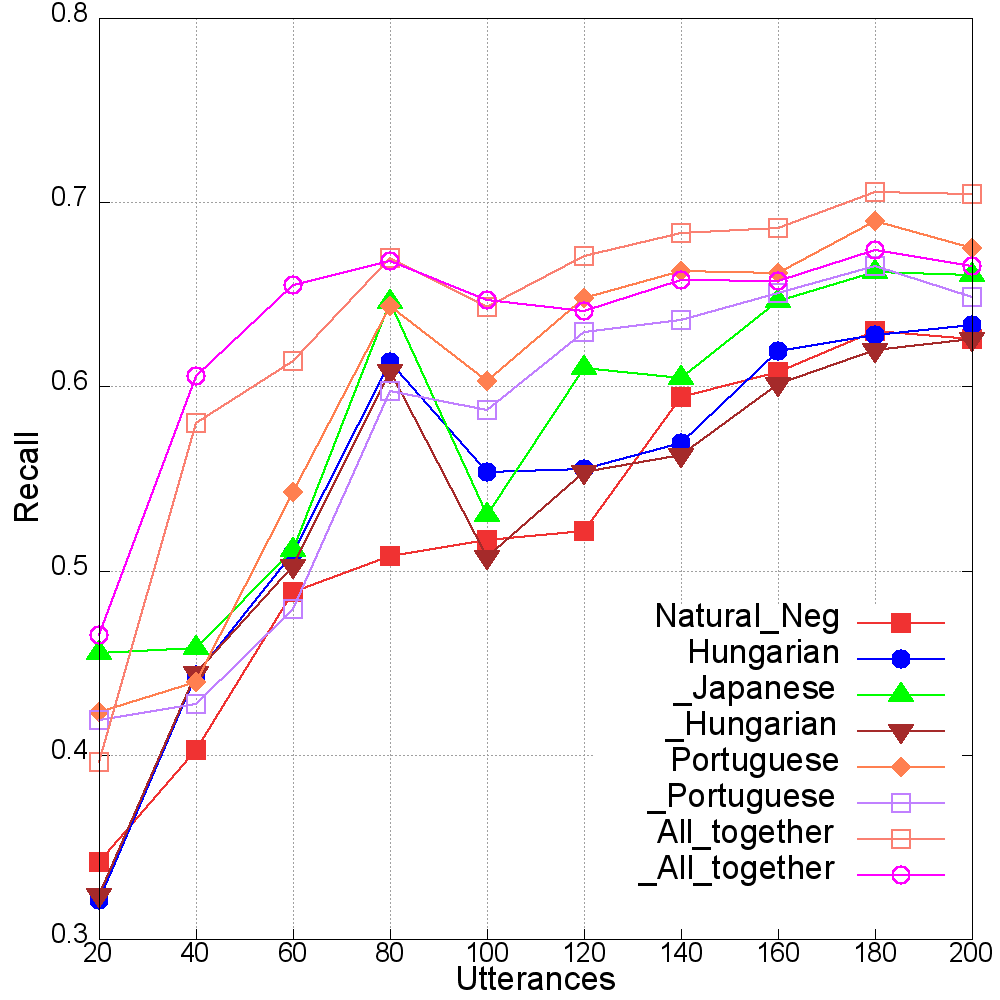 0.8
0.7
0.6
0.5
0.4
0.3
Recall
Natural_Neg
Hungarian
_Japanese
_Hungarian
Portuguese
_Portuguese
All_together
_All_together
20 40 60 80 100 120 140 160 180 200
Utterances